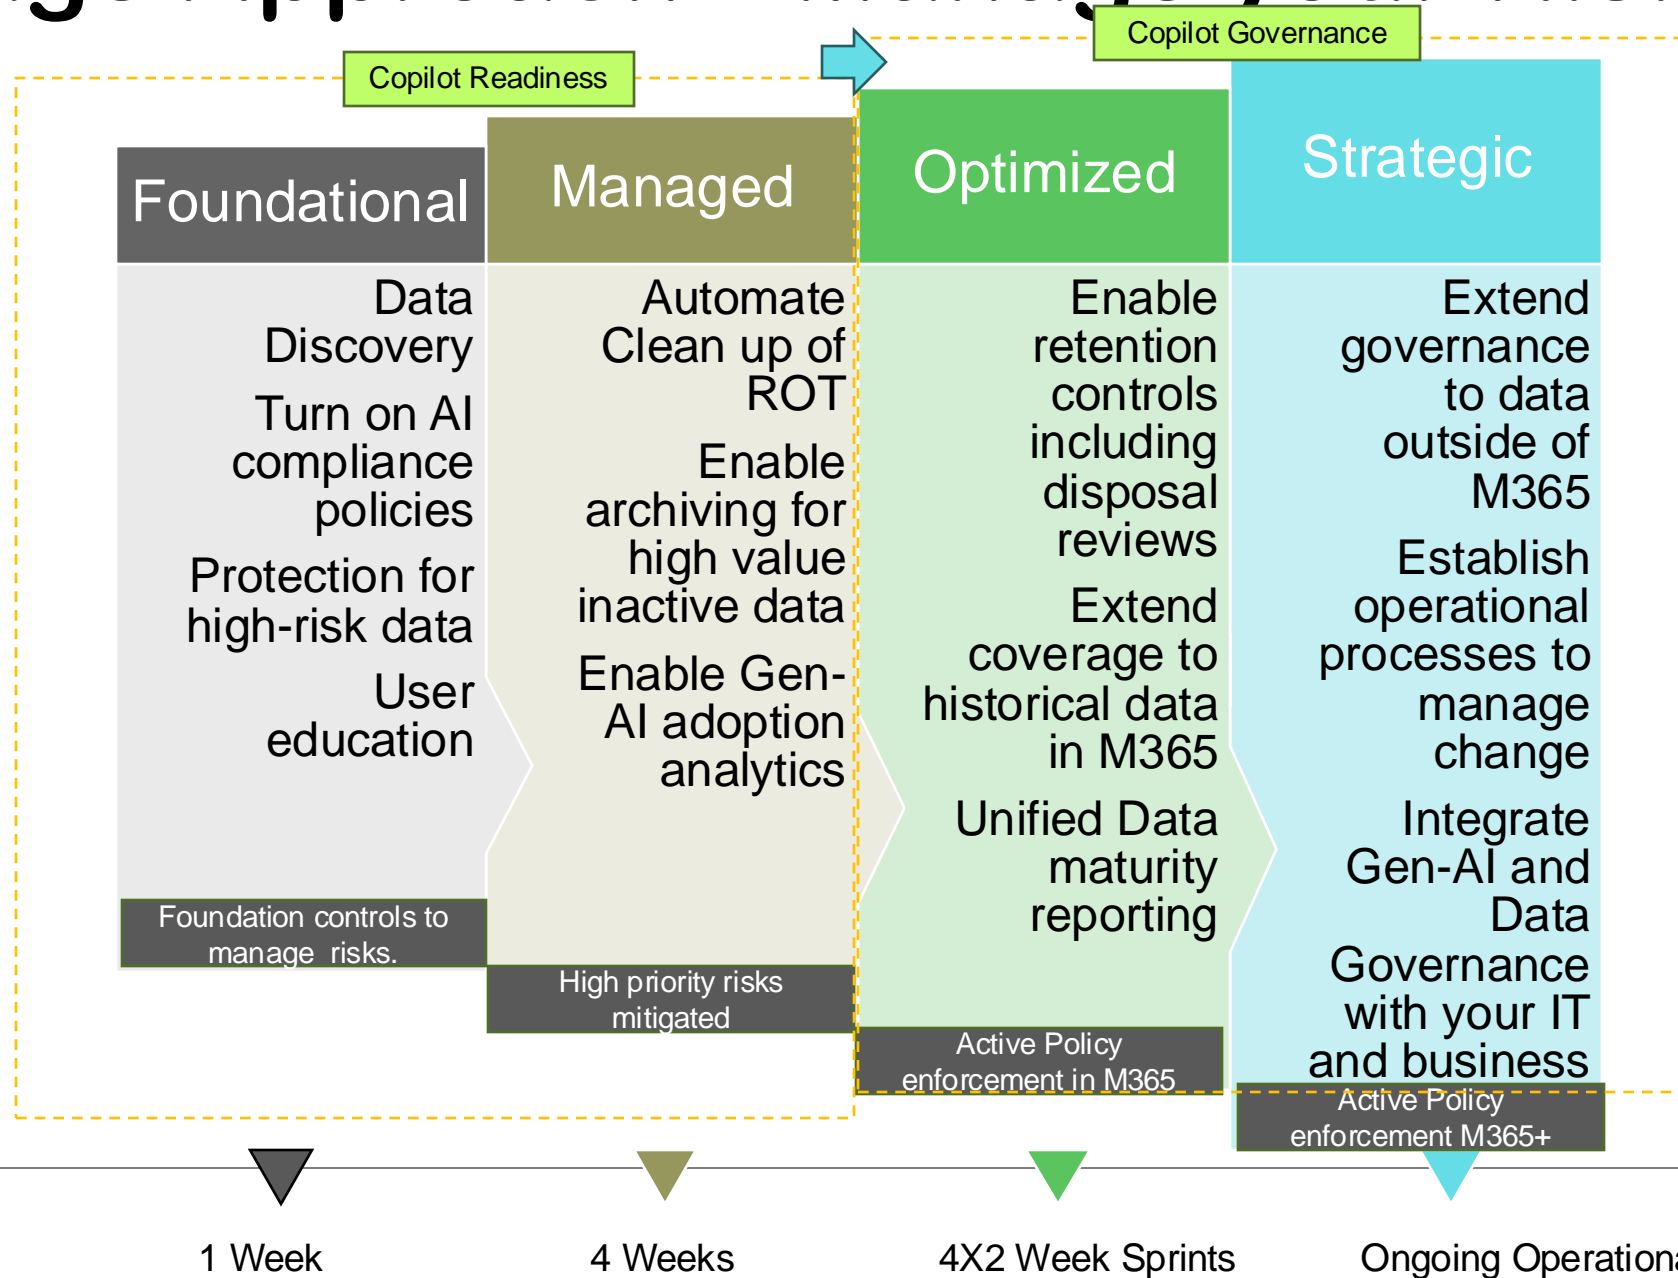 Copilot Readiness
Copilot Governance
Foundational
Data
Discovery
Turn on AI
compliance
policies
Protection for
high-risk data
User
education
Foundation controls to
manage risks.
Managed
Automate
Clean up of
ROT
Enable
archiving for
high value
inactive data
Enable Gen-
AI adoption
analytics
High priority risks
mitigated
Optimized
Enable
retention
controls
including
disposal
reviews
Extend
coverage to
historical data
in M365
Unified Data
maturity
reporting
Active Policy
enforcement in M365
Strategic
Extend
governance
to data
outside of
M365
Establish
operational
processes to
manage
change
Integrate
Gen-AI and
Data
Governance
with your IT
and business
Active Policy
enforcement M365+
1 Week
4 Weeks
4X2 Week Sprints
Ongoing